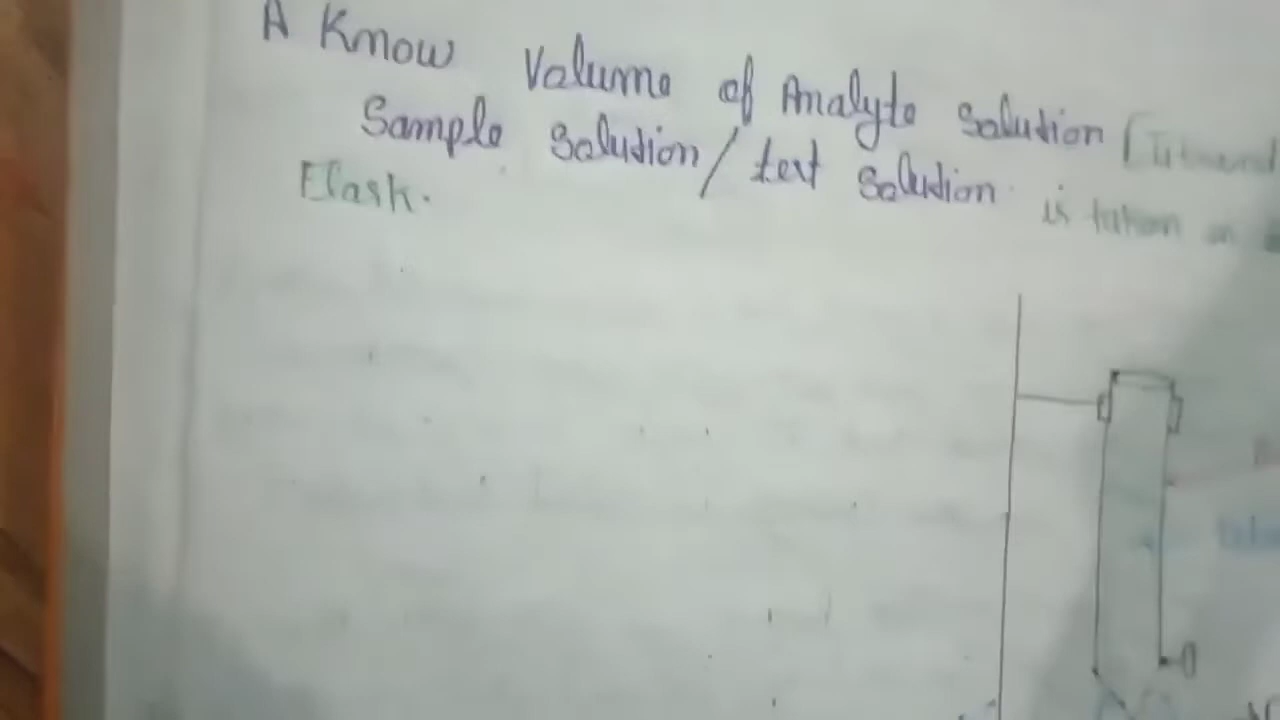 A Know Volume of Analyte Solution
Sample Solution/test Solution is taken in
Flask.